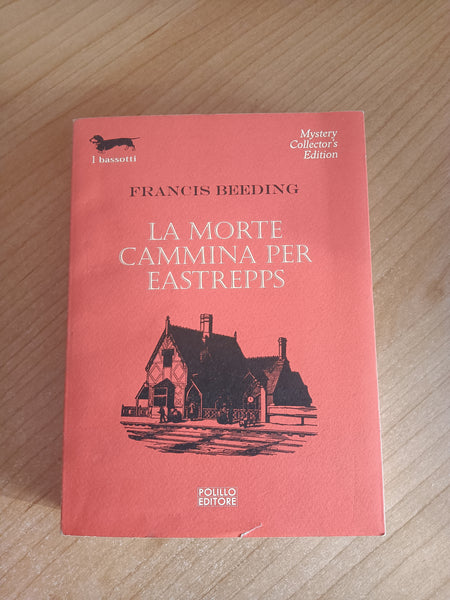 I bassotti
Mystery
Collector's
Edition
FRANCIS BEEDING
LA MORTE
CAMMINA PER
EASTREPPS
POLILLO
EDITORE